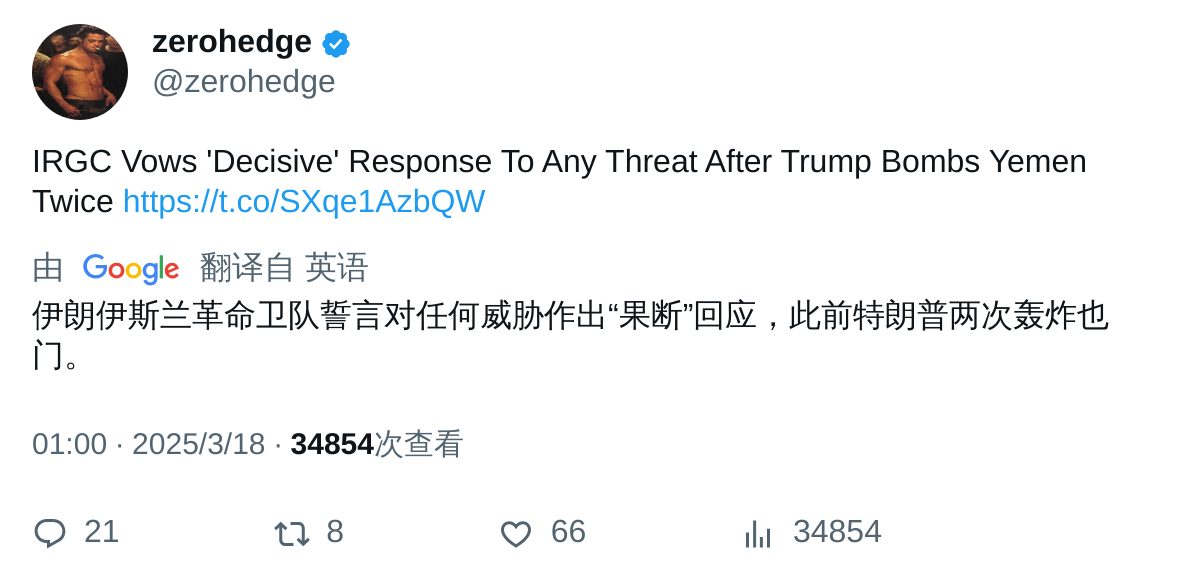 zerohedge
@zerohedge
IRGC Vows 'Decisive' Response To Any Threat After Trump Bombs Yemen
Twice https://t.co/SXqe1AzbQW
由 Google 翻译自 英语
伊朗伊斯兰革命卫队誓言对任何威胁作出“果断”回应，此前特朗普两次轰炸也
门。
01:00 · 2025/3/18 · 34854次查看
21 8 66 34854